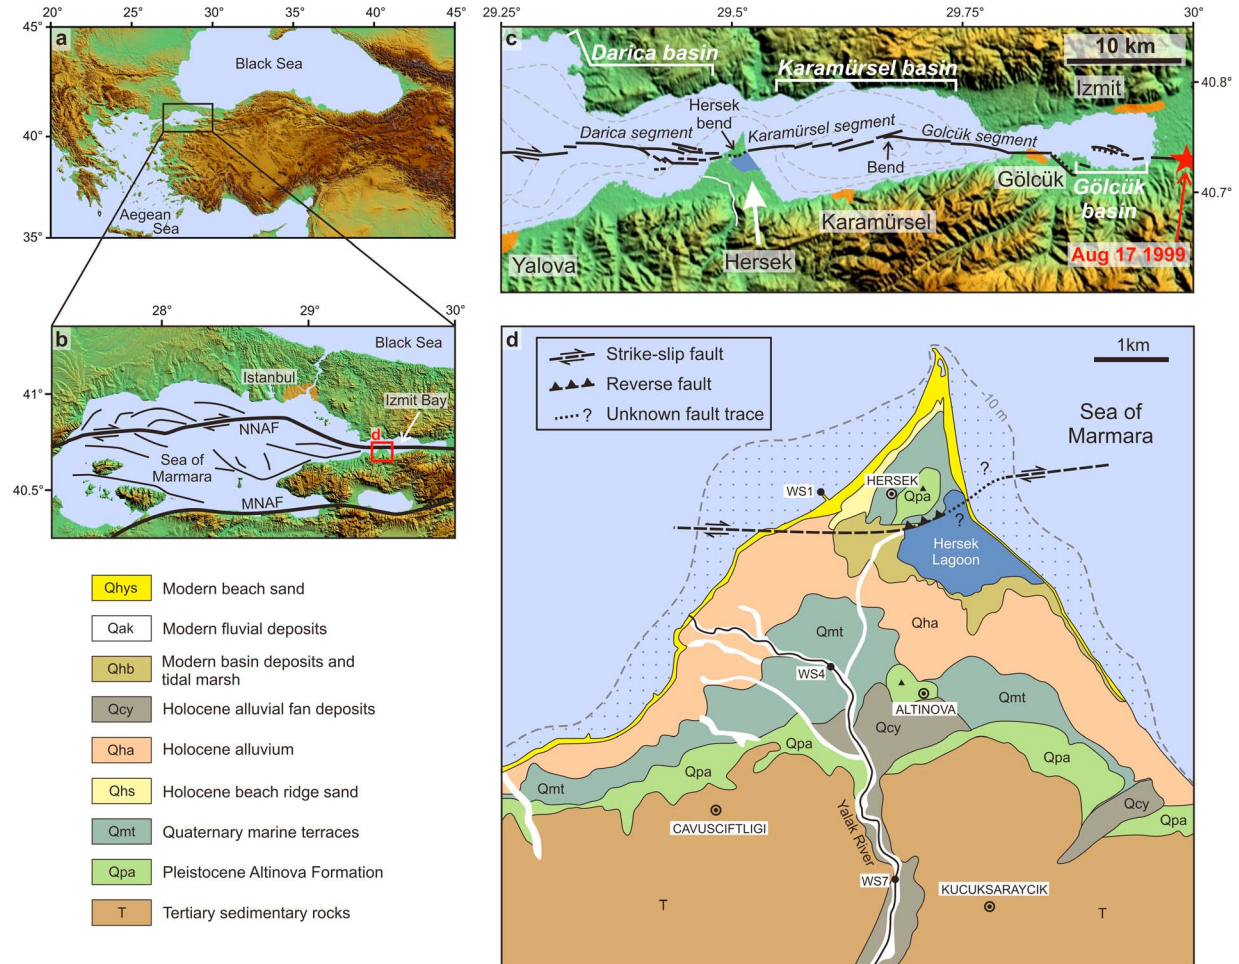 20°
25°
30°
35°
40°
45°
45°
40°
35°
a
Black Sea
Aegean
Sea
28°
29°
30°
41°
40.5°
b
Black Sea
Istanbul
Izmit Bay
NNAF
d
Sea of
Marmara
MNAF
29.25°
29.5°
29.75°
30°
40.8°
40.7°
c
Darica basin
Karamürsel basin
10 km
Izmit
Hersek
bend
Darica segment
Karamürsel segment
Golcük segment
Bend
Gölcük
Gölcük
basin
Karamürsel
Yalova
Hersek
Aug 17 1999
d
Strike-slip fault
Reverse fault
?
Unknown fault trace
1km
10 m
Sea of
Marmara
?
WS1
HERSEK
Qpa
?
Hersek
Lagoon
Qmt
Qha
WS4
ALTINOVA
Qmt
Qcy
Qpa
Qpa
Qpa
Qmt
Qcy
Qpa
CAVUSCIFTLIGI
Yalak River
WS7
KUCUKSARAYCIK
T
T
Qhys
Modern beach sand
Qak
Modern fluvial deposits
Qhb
Modern basin deposits and
tidal marsh
Qcy
Holocene alluvial fan deposits
Qha
Holocene alluvium
Qhs
Holocene beach ridge sand
Qmt
Quaternary marine terraces
Qpa
Pleistocene Altinova Formation
T
Tertiary sedimentary rocks